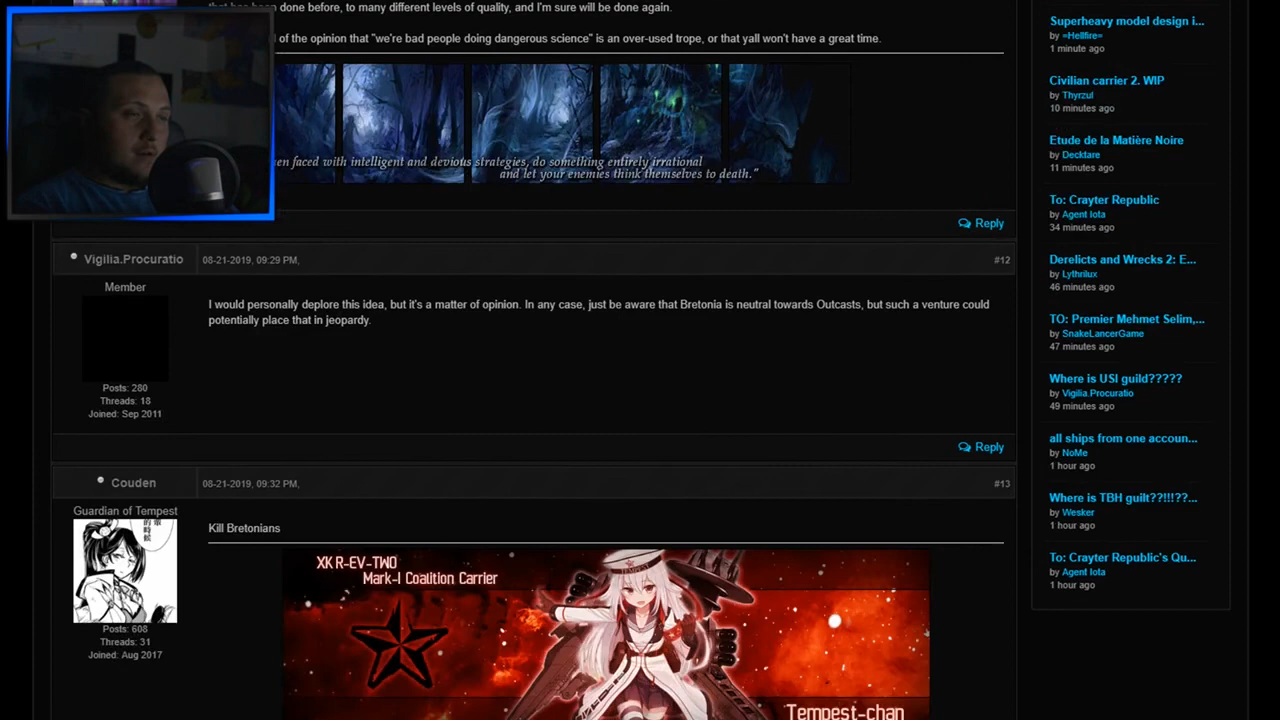 that has been done before, to many different levels of quality, and I'm sure will be done again.
of the opinion that "we're bad people doing dangerous science" is an over-used trope, or that yall won't have a great time.
en faced with intelligent and devious strategies, do something entirely irrational
and let your enemies think themselves to death."
Reply
Vigilia.Procuratio
08-21-2019, 09:29 PM,
#12
Member
I would personally deplore this idea, but it's a matter of opinion. In any case, just be aware that Bretonia is neutral towards Outcasts, but such a venture could
potentially place that in jeopardy.
Posts: 280
Threads: 18
Joined: Sep 2011
Reply
Couden
08-21-2019, 09:32 PM,
#13
Guardian of Tempest
Kill Bretonians
Posts: 608
Threads: 31
Joined: Aug 2017
XK R-EV-TWO
Mark-I Coalition Carrier
TEMPEST
Tempest-chan
Superheavy model design i...
by =Hellfire=
1 minute ago
Civilian carrier 2. WIP
by Thyrzul
10 minutes ago
Etude de la Matière Noire
by Decktare
11 minutes ago
To: Crayter Republic
by Agent Iota
34 minutes ago
Derelicts and Wrecks 2: E...
by Lythrilux
46 minutes ago
TO: Premier Mehmet Selim,...
by SnakeLancerGame
47 minutes ago
Where is USI guild?????
by Vigilia.Procuratio
49 minutes ago
all ships from one accoun...
by NoMe
1 hour ago
Where is TBH guilt??!!!??...
by Wesker
1 hour ago
To: Crayter Republic's Qu...
by Agent Iota
1 hour ago